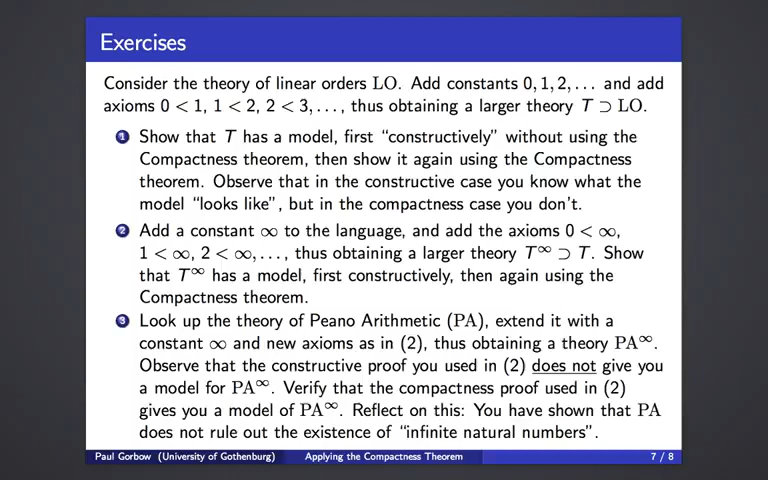 Exercises
Consider the theory of linear orders LO. Add constants 0, 1, 2, . . . and add
axioms 0 < 1, 1 < 2, 2 < 3, . . . , thus obtaining a larger theory T ⊃ LO.
1 Show that T has a model, first “constructively” without using the
Compactness theorem, then show it again using the Compactness
theorem. Observe that in the constructive case you know what the
model “looks like”, but in the compactness case you don’t.
2 Add a constant ∞ to the language, and add the axioms 0 < ∞,
1 < ∞, 2 < ∞, . . . , thus obtaining a larger theory T^∞ ⊃ T. Show
that T^∞ has a model, first constructively, then again using the
Compactness theorem.
3 Look up the theory of Peano Arithmetic (PA), extend it with a
constant ∞ and new axioms as in (2), thus obtaining a theory PA^∞.
Observe that the constructive proof you used in (2) does not give you
a model for PA^∞. Verify that the compactness proof used in (2)
gives you a model of PA^∞. Reflect on this: You have shown that PA
does not rule out the existence of “infinite natural numbers”.
Paul Gorbow (University of Gothenburg) Applying the Compactness Theorem 7 / 8